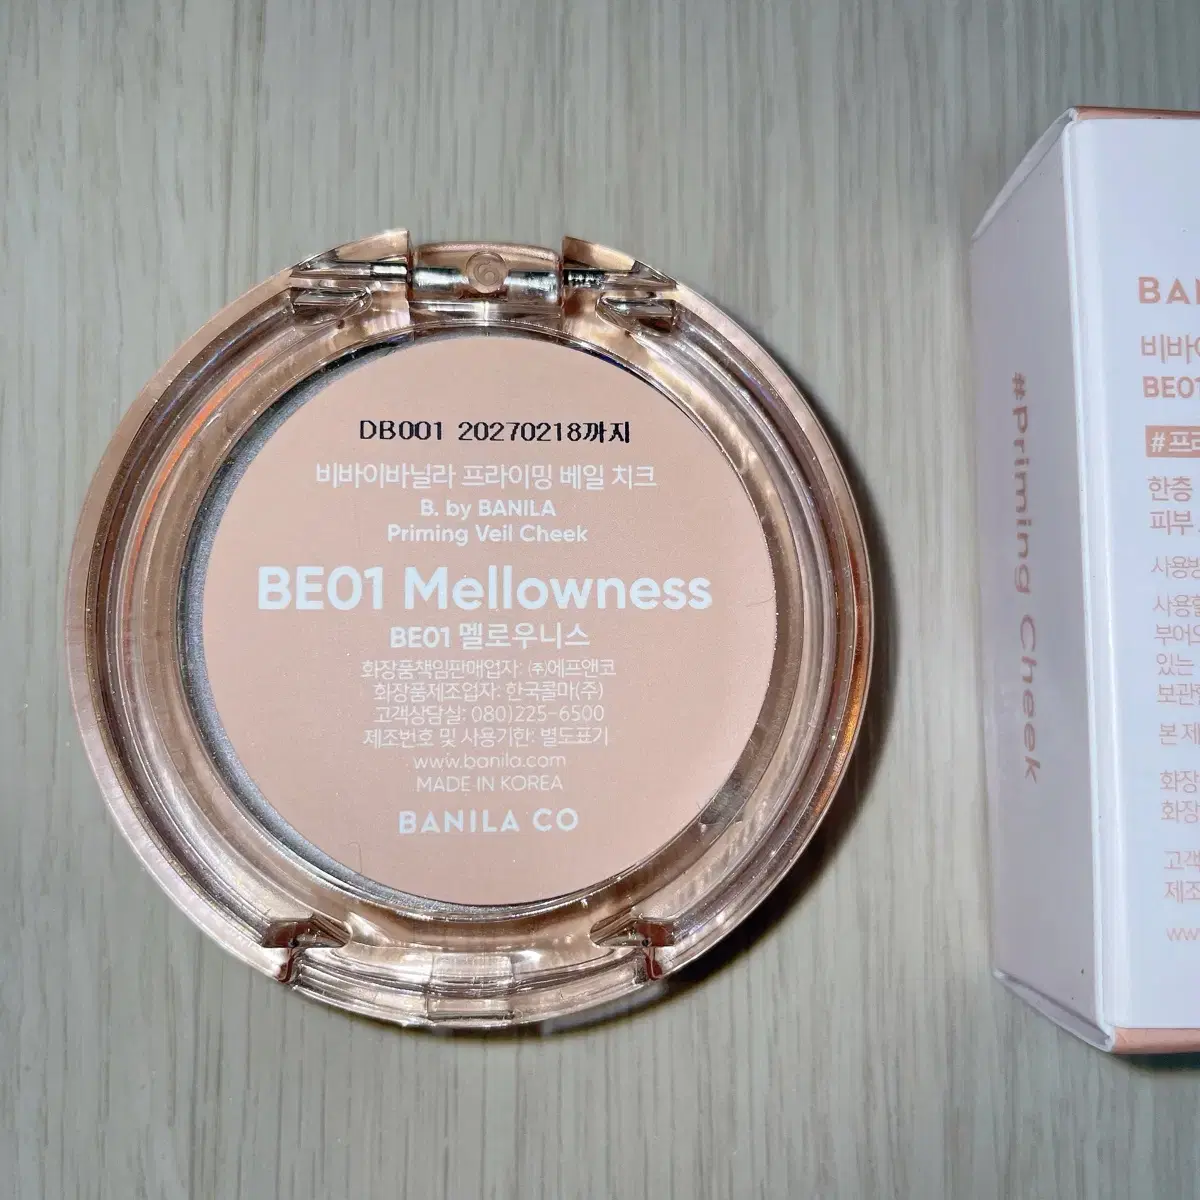 DB001 20270218까지
비바이바닐라 프라이밍 베일 치크
B. by BANILA
Priming Veil Cheek
BE01 Mellowness
BE01 멜로우니스
화장품책임판매업자: ㈜에프앤코
화장품제조업자: 한국콜마(주)
고객상담실: 080)225-6500
제조번호 및 사용기한: 별도표기
www.banila.com
MADE IN KOREA
BANILA CO
#Priming Cheek
BAN
비바이
BE01
#프라
한층
피부
사용방
사용한
부어오
있는
보관할
본 제
화장
화장
고객
제조
ww